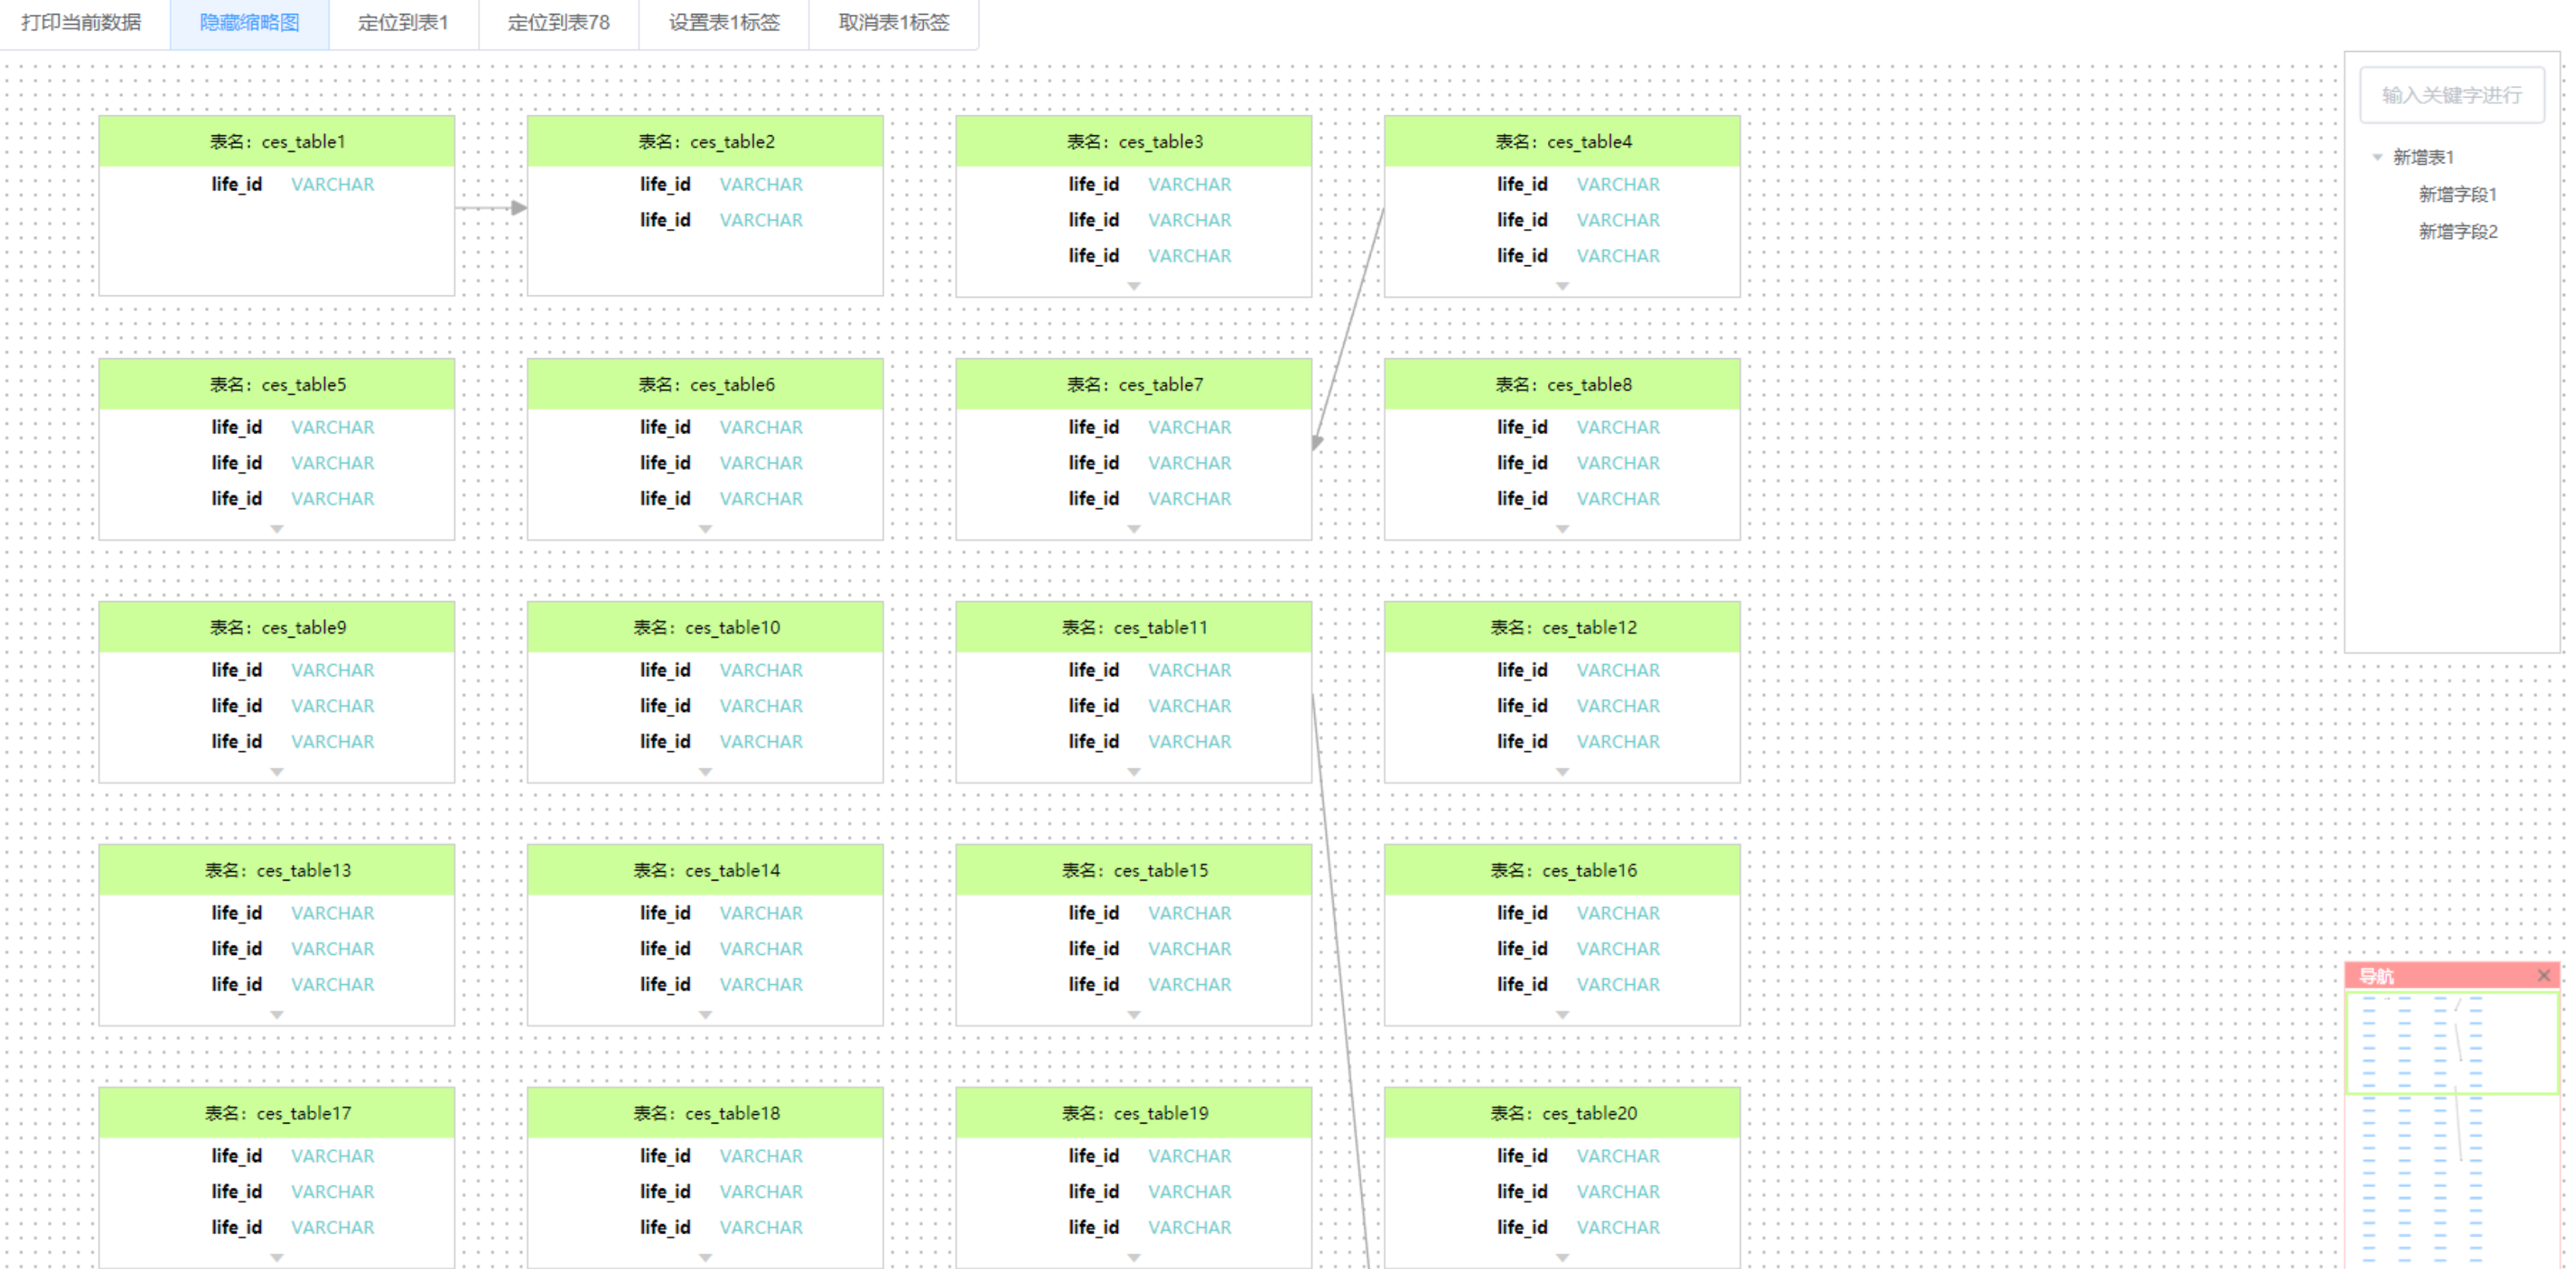 打印当前数据 隐藏缩略图 定位到表1 定位到表78 设置表1标签 取消表1标签
输入关键字进行
新增表1
新增字段1
新增字段2
表名：ces_table1 表名：ces_table2 表名：ces_table3 表名：ces_table4
life_id VARCHAR life_id VARCHAR life_id VARCHAR life_id VARCHAR
life_id VARCHAR life_id VARCHAR life_id VARCHAR
life_id VARCHAR life_id VARCHAR
表名：ces_table5 表名：ces_table6 表名：ces_table7 表名：ces_table8
life_id VARCHAR life_id VARCHAR life_id VARCHAR life_id VARCHAR
life_id VARCHAR life_id VARCHAR life_id VARCHAR life_id VARCHAR
life_id VARCHAR life_id VARCHAR life_id VARCHAR life_id VARCHAR
表名：ces_table9 表名：ces_table10 表名：ces_table11 表名：ces_table12
life_id VARCHAR life_id VARCHAR life_id VARCHAR life_id VARCHAR
life_id VARCHAR life_id VARCHAR life_id VARCHAR life_id VARCHAR
life_id VARCHAR life_id VARCHAR life_id VARCHAR life_id VARCHAR
表名：ces_table13 表名：ces_table14 表名：ces_table15 表名：ces_table16
life_id VARCHAR life_id VARCHAR life_id VARCHAR life_id VARCHAR
life_id VARCHAR life_id VARCHAR life_id VARCHAR life_id VARCHAR
life_id VARCHAR life_id VARCHAR life_id VARCHAR life_id VARCHAR
导航
表名：ces_table17 表名：ces_table18 表名：ces_table19 表名：ces_table20
life_id VARCHAR life_id VARCHAR life_id VARCHAR life_id VARCHAR
life_id VARCHAR life_id VARCHAR life_id VARCHAR life_id VARCHAR
life_id VARCHAR life_id VARCHAR life_id VARCHAR life_id VARCHAR